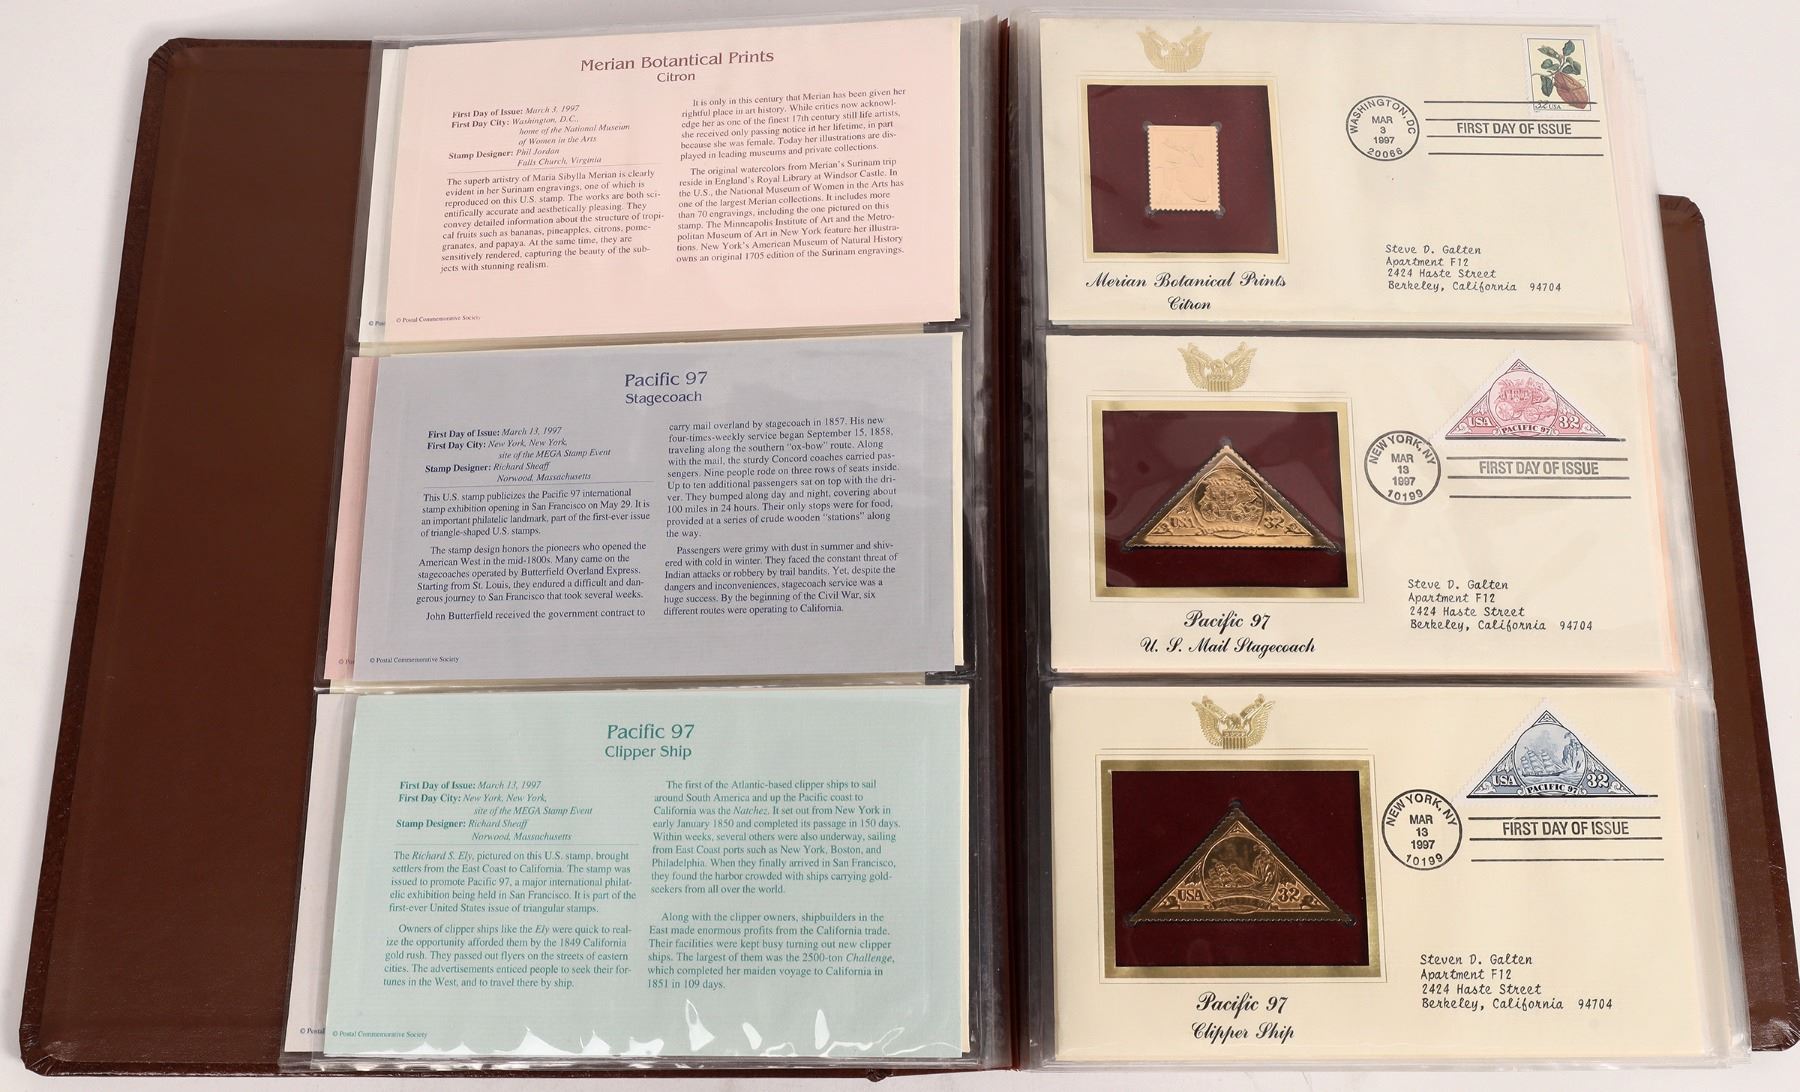 Merian Botantical Prints
Citron
First Day of Issue: March 3, 1997
First Day City: Washington, D.C.,
home of the National Museum
of Women in the Arts
Stamp Designer: Phil Jordan
Falls Church, Virginia
The superb artistry of Maria Sibylla Merian is clearly
evident in her Surinam engravings, one of which is
reproduced on this U.S. stamp. The works are both sci-
entifically accurate and aesthetically pleasing. They
convey detailed information about the structure of tropi-
cal fruits such as bananas, pineapples, citrons, pome-
granates, and papaya. At the same time, they are
sensitively rendered, capturing the beauty of the sub-
jects with stunning realism.
It is only in this century that Merian has been given her
rightful place in art history. While critics now acknowl-
edge her as one of the finest 17th century still life artists,
she received only passing notice in her lifetime, in part
because she was female. Today her illustrations are dis-
played in leading museums and private collections.
The original watercolors from Merian's Surinam trip
reside in England's Royal Library at Windsor Castle. In
the U.S., the National Museum of Women in the Arts has
one of the largest Merian collections. It includes more
than 70 engravings, including the one pictured on this
stamp. The Minneapolis Institute of Art and the Metro-
politan Museum of Art in New York feature her illustra-
tions. New York's American Museum of Natural History
owns an original 1705 edition of the Surinam engravings.
© Pos
© Postal Commemorative Society
Pacific 97
Stagecoach
First Day of Issue: March 13, 1997
First Day City: New York, New York,
site of the MEGA Stamp Event
Stamp Designer: Richard Sheaff
Norwood, Massachusetts
This U.S. stamp publicizes the Pacific 97 international
stamp exhibition opening in San Francisco on May 29. It is
an important philatelic landmark, part of the first-ever issue
of triangle-shaped U.S. stamps.
The stamp design honors the pioneers who opened the
American West in the mid-1800s. Many came on the
stagecoaches operated by Butterfield Overland Express.
Starting from St. Louis, they endured a difficult and dan-
gerous journey to San Francisco that took several weeks.
John Butterfield received the government contract to
carry mail overland by stagecoach in 1857. His new
four-times-weekly service began September 15, 1858,
traveling along the southern "ox-bow" route. Along
with the mail, the sturdy Concord coaches carried pas-
sengers. Nine people rode on three rows of seats inside.
Up to ten additional passengers sat on top with the dri-
ver. They bumped along day and night, covering about
100 miles in 24 hours. Their only stops were for food,
provided at a series of crude wooden "stations" along
the way.
Passengers were grimy with dust in summer and shiv-
ered with cold in winter. They faced the constant threat of
Indian attacks or robbery by trail bandits. Yet, despite the
dangers and inconveniences, stagecoach service was a
huge success. By the beginning of the Civil War, six
different routes were operating to California.
© P
© Postal Commemorative Society
Pacific 97
Clipper Ship
First Day of Issue: March 13, 1997
First Day City: New York, New York,
site of the MEGA Stamp Event
Stamp Designer: Richard Sheaff
Norwood, Massachusetts
The Richard S. Ely, pictured on this U.S. stamp, brought
settlers from the East Coast to California. The stamp was
issued to promote Pacific 97, a major international philat-
elic exhibition being held in San Francisco. It is part of the
first-ever United States issue of triangular stamps.
Owners of clipper ships like the Ely were quick to real-
ize the opportunity afforded them by the 1849 California
gold rush. They passed out flyers on the streets of eastern
cities. The advertisements enticed people to seek their for-
tunes in the West, and to travel there by ship.
The first of the Atlantic-based clipper ships to sail
around South America and up the Pacific coast to
California was the Natchez. It set out from New York in
early January 1850 and completed its passage in 150 days.
Within weeks, several others were also underway, sailing
from East Coast ports such as New York, Boston, and
Philadelphia. When they finally arrived in San Francisco,
they found the harbor crowded with ships carrying gold-
seekers from all over the world.
Along with the clipper owners, shipbuilders in the
East made enormous profits from the California trade.
Their facilities were kept busy turning out new clipper
ships. The largest of them was the 2500-ton Challenge,
which completed her maiden voyage to California in
1851 in 109 days.
© Posta
© Postal Commemorative Society
32 USA
WASHINGTON, DC
MAR
3
1997
20066
FIRST DAY OF ISSUE
Steve D. Galten
Apartment F12
2424 Haste Street
Berkeley, California 94704
Merian Botanical Prints
Citron
USA PACIFIC 97 32
NEW YORK, NY
MAR
13
1997
10199
FIRST DAY OF ISSUE
USA 32
Steve D. Galten
Apartment F12
2424 Haste Street
Berkeley, California 94704
Pacific 97
U. S. Mail Stagecoach
USA PACIFIC 97 32
NEW YORK, NY
MAR
13
1997
10199
FIRST DAY OF ISSUE
USA 32
Steven D. Galten
Apartment F12
2424 Haste Street
Berkeley, California 94704
Pacific 97
Clipper Ship